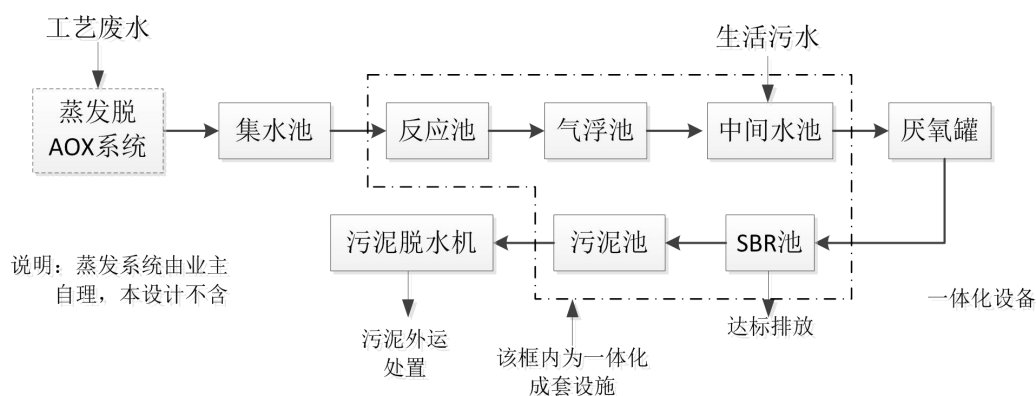 工艺废水
生活污水
蒸发脱
AOX系统
集水池
反应池
气浮池
中间水池
厌氧罐
污泥脱水机
污泥池
SBR池
说明：蒸发系统由业主
自理，本设计不含
一体化设备
达标排放
污泥外运
处置
该框内为一体化
成套设施